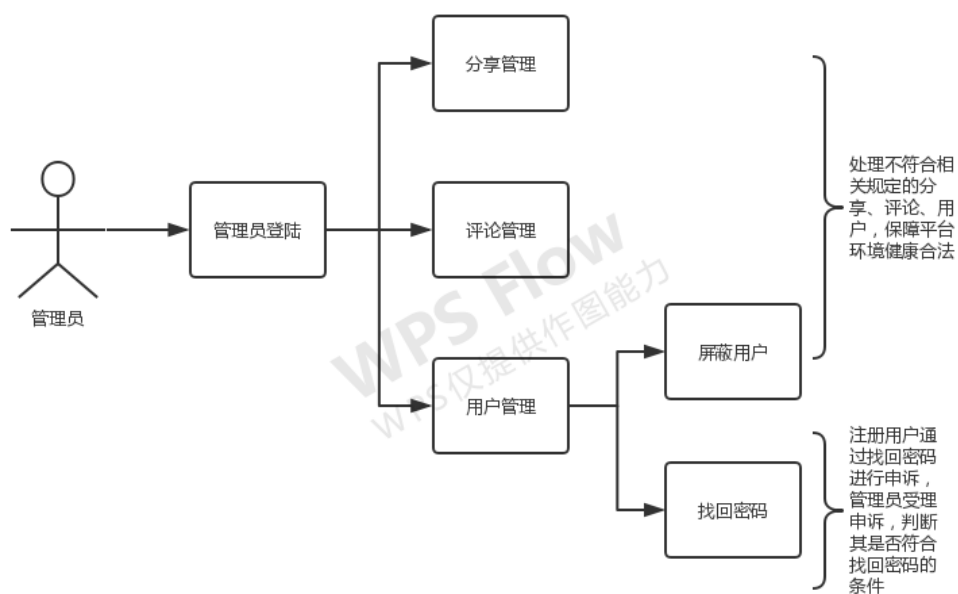 分享管理
处理不符合相
关规定的分
享、评论、用
户，保障平台
环境健康合法
管理员登陆
评论管理
管理员
WPS Flow
WPS仅提供作图能力
屏蔽用户
用户管理
注册用户通
过找回密码
进行申诉，
管理员受理
申诉，判断
其是否符合
找回密码的
条件
找回密码